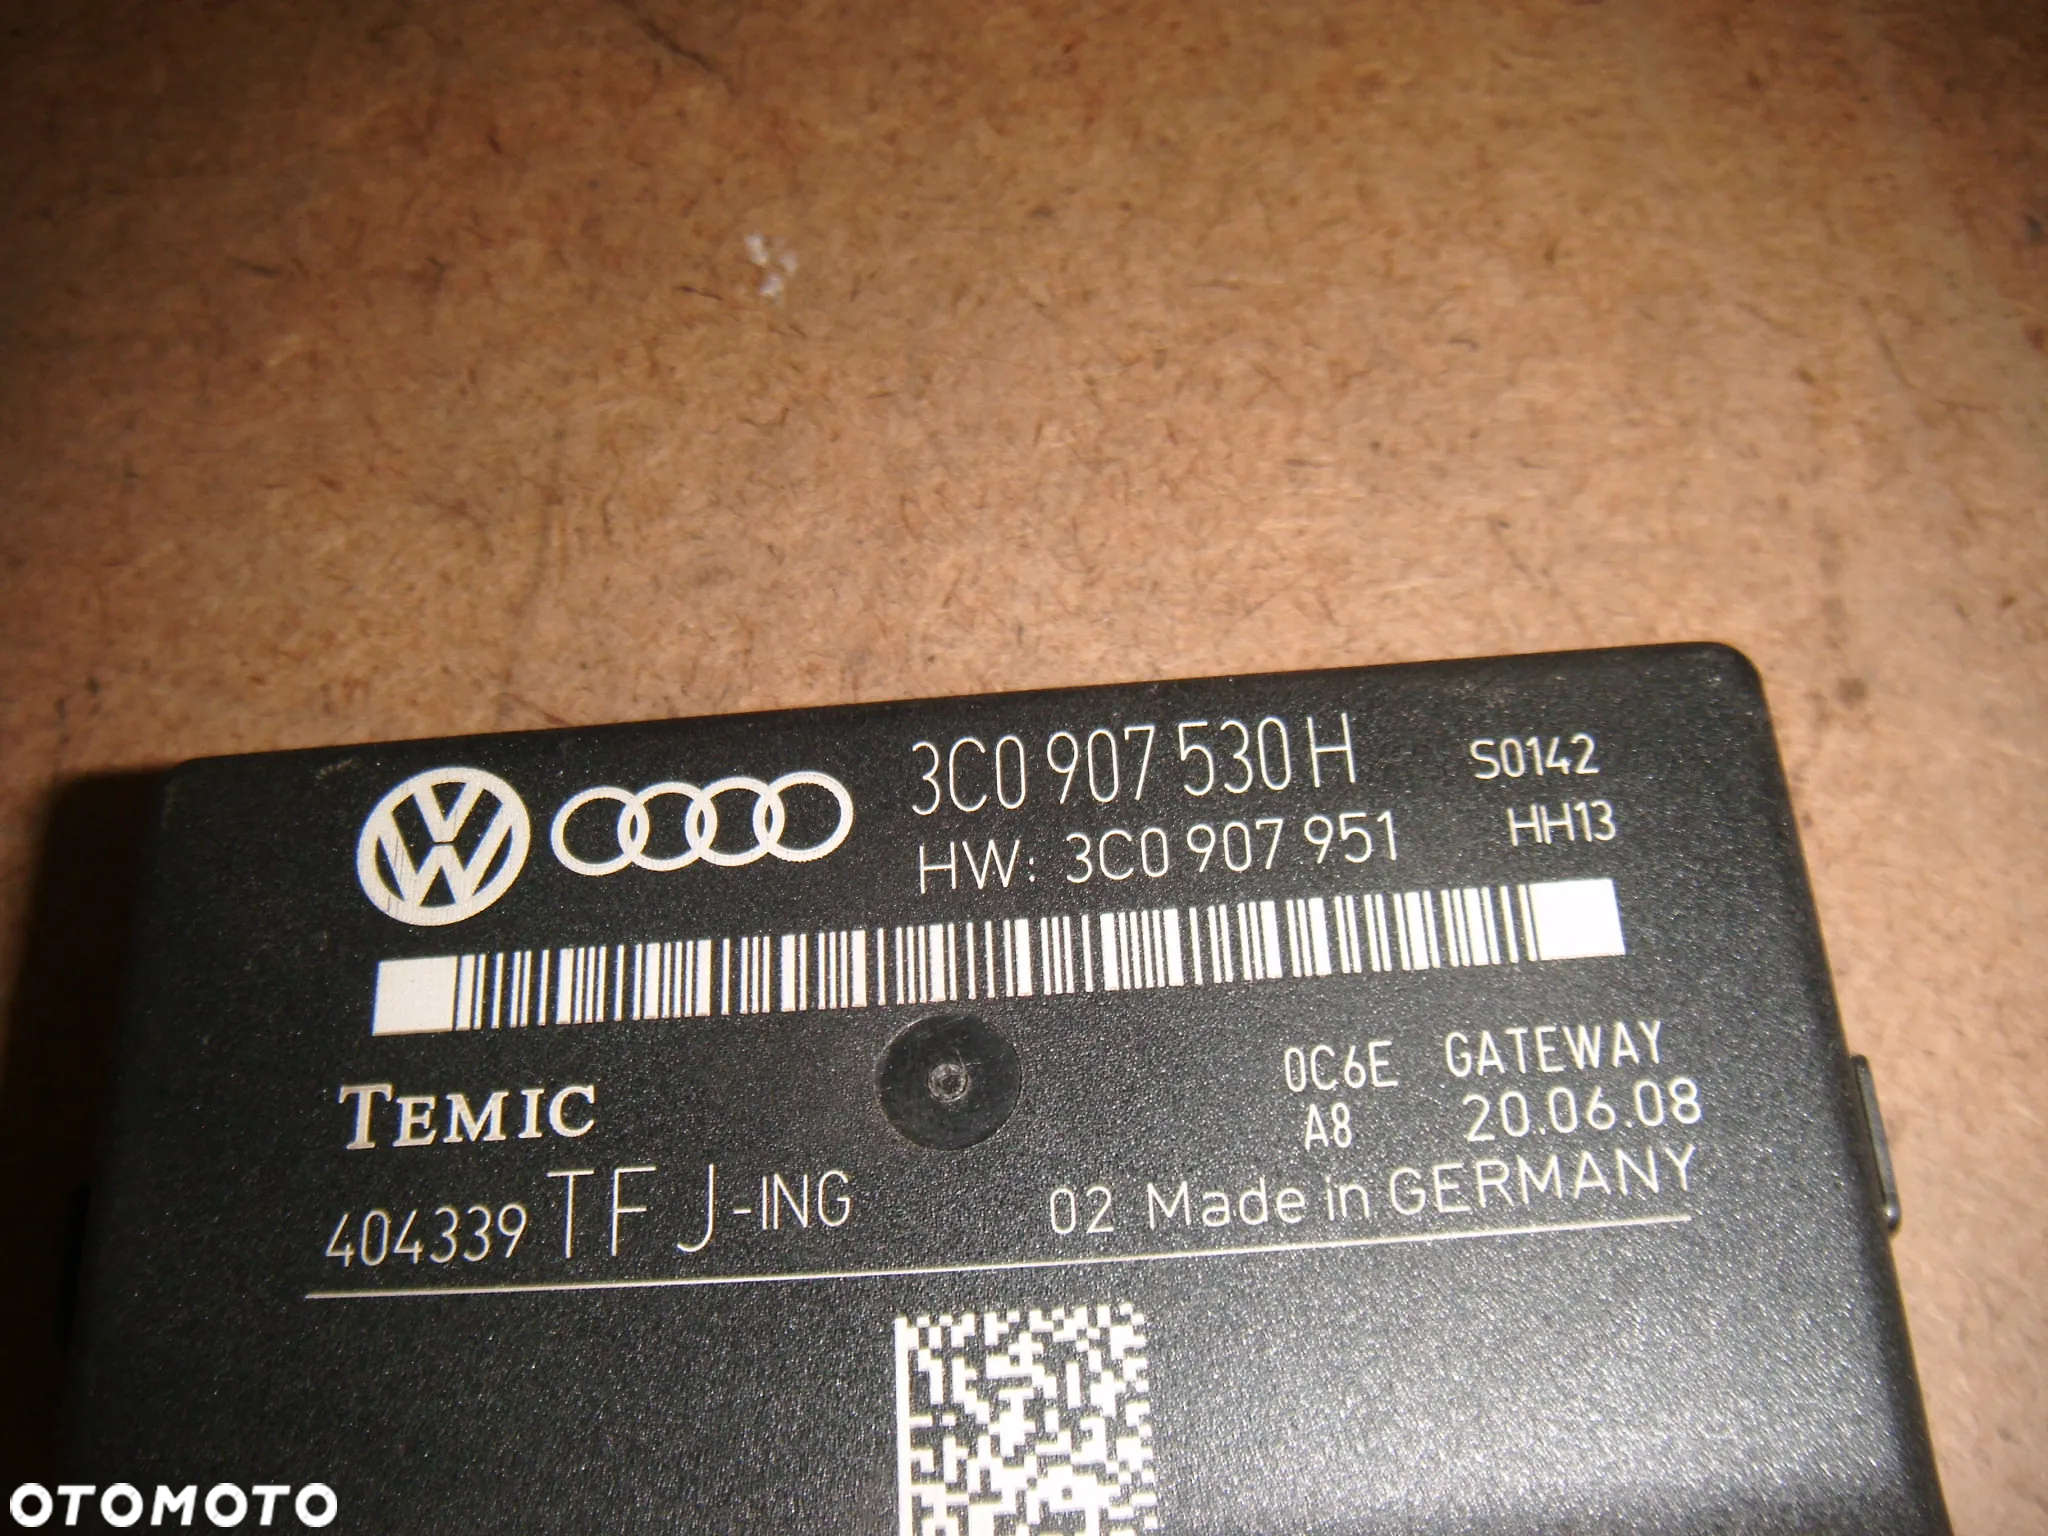 3C0 907 530 H S0142
HW: 3C0 907 951 HH13
TEMIC
0C6E GATEWAY
A8 20.06.08
404339 TFJ-ING
02 Made in GERMANY
OTOMOTO